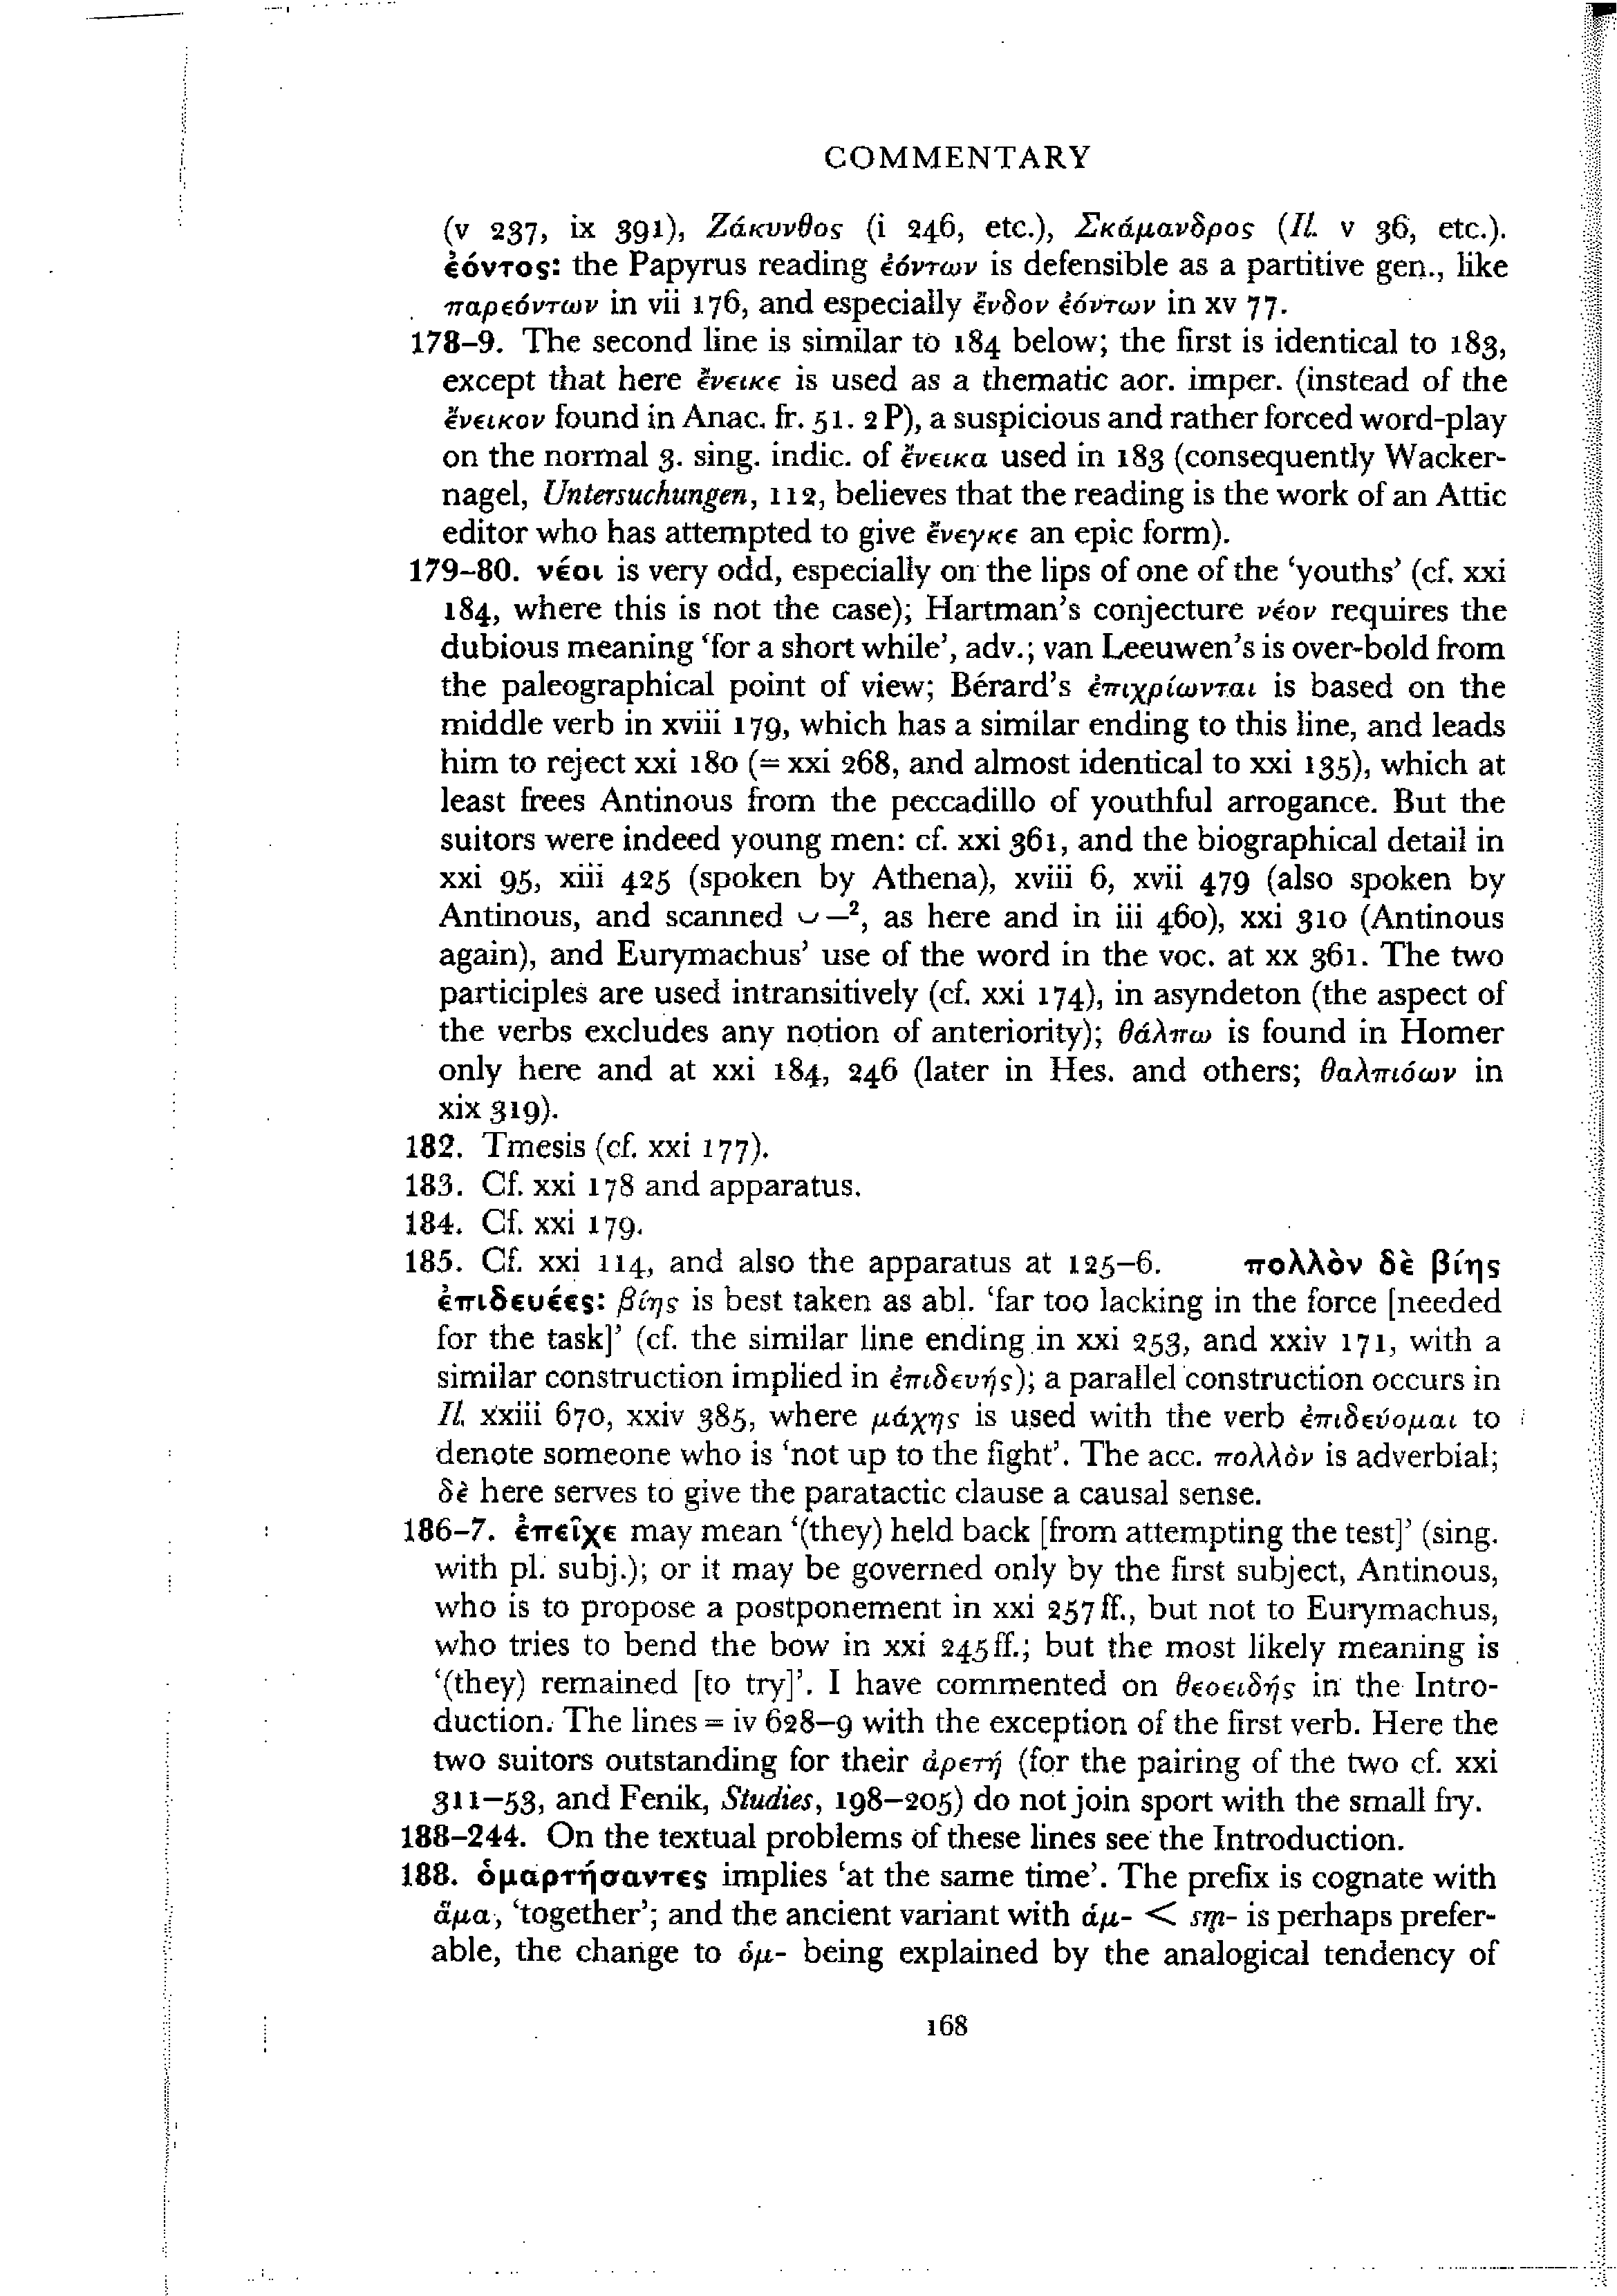 COMMENTARY
(v 237, ix 391), Ζάκυνθος (i 246, etc.), Σκάμανδρος (Il. v 36, etc.).
ἐόντος: the Papyrus reading ἐόντων is defensible as a partitive gen., like
παρεόντων in vii 176, and especially ἔνδον ἐόντων in xv 77.
178–9. The second line is similar to 184 below; the first is identical to 183,
except that here ἔνεικε is used as a thematic aor. imper. (instead of the
ἔνεικον found in Anac. fr. 51. 2 P), a suspicious and rather forced word-play
on the normal 3. sing. indic. of ἔνεικα used in 183 (consequently Wacker-
nagel, Untersuchungen, 112, believes that the reading is the work of an Attic
editor who has attempted to give ἔνεγκε an epic form).
179–80. νέοι is very odd, especially on the lips of one of the ‘youths’ (cf. xxi
184, where this is not the case); Hartman’s conjecture νέον requires the
dubious meaning ‘for a short while’, adv.; van Leeuwen’s is over-bold from
the paleographical point of view; Bérard’s ἐπιχρίωνται is based on the
middle verb in xviii 179, which has a similar ending to this line, and leads
him to reject xxi 180 (= xxi 268, and almost identical to xxi 135), which at
least frees Antinous from the peccadillo of youthful arrogance. But the
suitors were indeed young men: cf. xxi 361, and the biographical detail in
xxi 95, xiii 425 (spoken by Athena), xviii 6, xvii 479 (also spoken by
Antinous, and scanned ⏑–², as here and in iii 460), xxi 310 (Antinous
again), and Eurymachus’ use of the word in the voc. at xx 361. The two
participles are used intransitively (cf. xxi 174), in asyndeton (the aspect of
the verbs excludes any notion of anteriority); θάλπω is found in Homer
only here and at xxi 184, 246 (later in Hes. and others; θαλπιόων in
xix 319).
182. Tmesis (cf. xxi 177).
183. Cf. xxi 178 and apparatus.
184. Cf. xxi 179.
185. Cf. xxi 114, and also the apparatus at 125–6. πολλὸν δὲ βίης
ἐπιδευέες: βίης is best taken as abl. ‘far too lacking in the force [needed
for the task]’ (cf. the similar line ending in xxi 253, and xxiv 171, with a
similar construction implied in ἐπιδευής); a parallel construction occurs in
Il. xxiii 670, xxiv 385, where μάχης is used with the verb ἐπιδεύομαι to
denote someone who is ‘not up to the fight’. The acc. πολλὸν is adverbial;
δὲ here serves to give the paratactic clause a causal sense.
186–7. ἐπεῖχε may mean ‘(they) held back [from attempting the test]’ (sing.
with pl. subj.); or it may be governed only by the first subject, Antinous,
who is to propose a postponement in xxi 257ff., but not to Eurymachus,
who tries to bend the bow in xxi 245ff.; but the most likely meaning is
‘(they) remained [to try]’. I have commented on θεοειδής in the Intro-
duction. The lines = iv 628–9 with the exception of the first verb. Here the
two suitors outstanding for their ἀρετή (for the pairing of the two cf. xxi
311–53, and Fenik, Studies, 198–205) do not join sport with the small fry.
188–244. On the textual problems of these lines see the Introduction.
188. ὁμαρτήσαντες implies ‘at the same time’. The prefix is cognate with
ἅμα, ‘together’; and the ancient variant with ἁμ- < sm̥- is perhaps prefer-
able, the change to ὁμ- being explained by the analogical tendency of
168